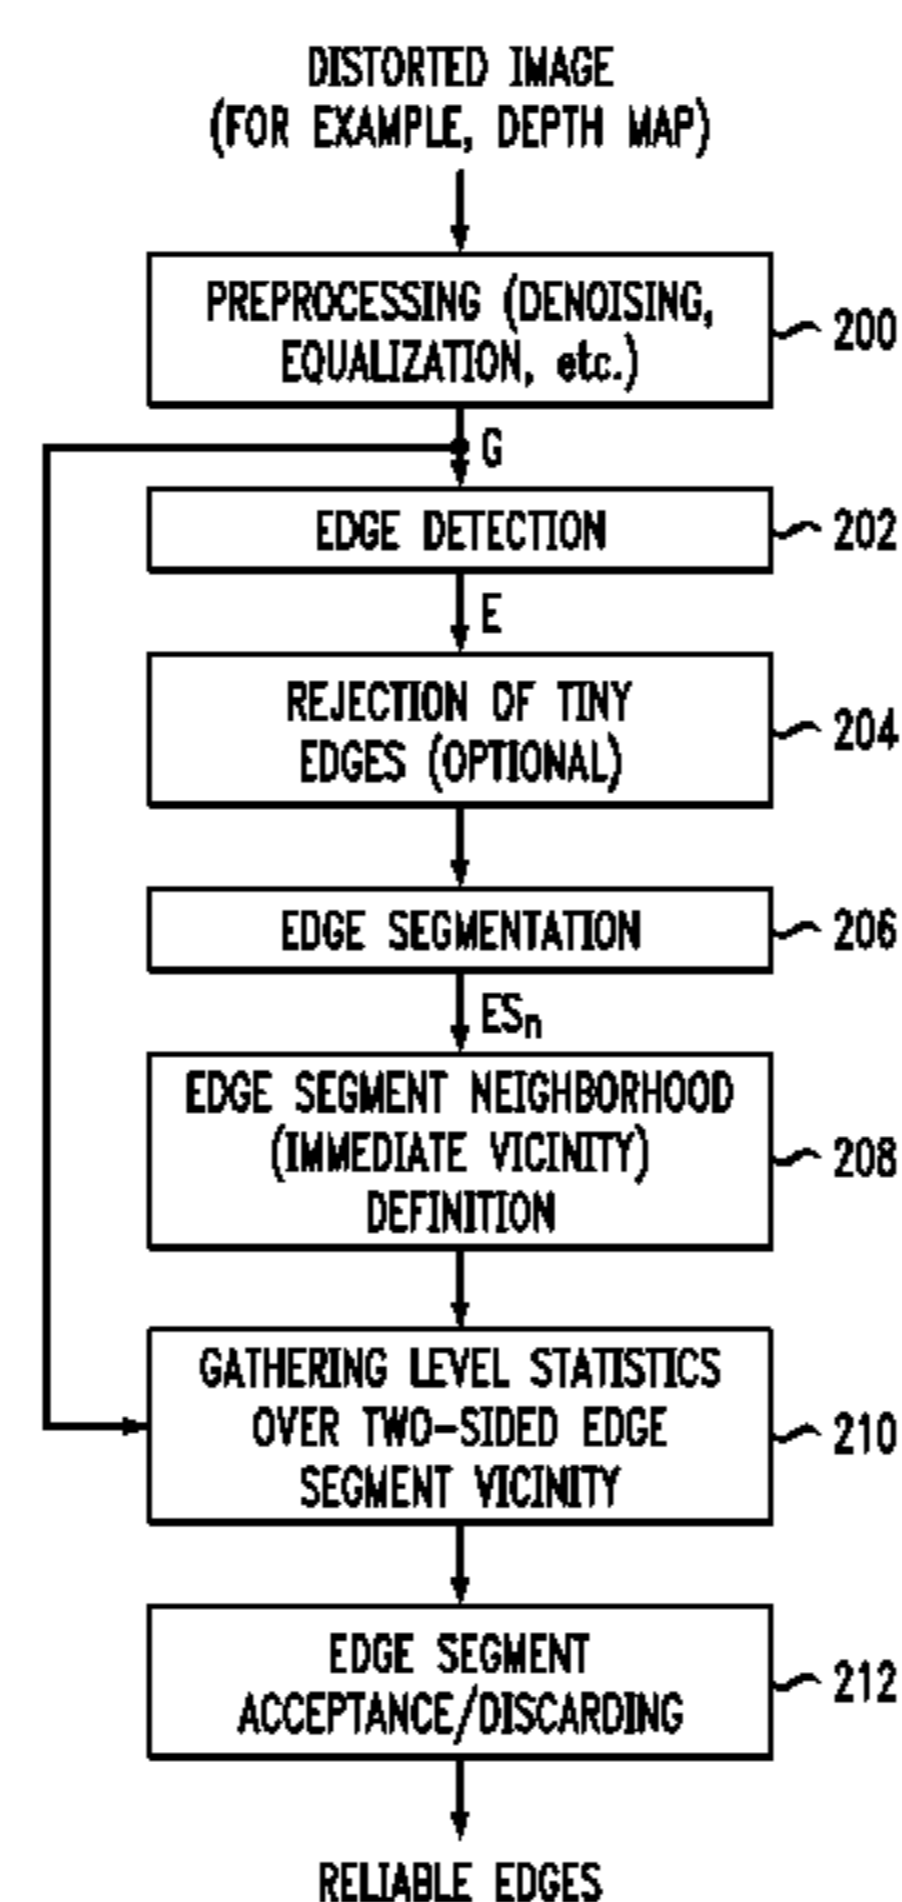 DISTORTED IMAGE
(FOR EXAMPLE, DEPTH MAP)
PREPROCESSING (DENOISING,
EQUALIZATION, etc.)
200
G
EDGE DETECTION
202
E
REJECTION OF TINY
EDGES (OPTIONAL)
204
EDGE SEGMENTATION
206
ESn
EDGE SEGMENT NEIGHBORHOOD
(IMMEDIATE VICINITY)
DEFINITION
208
GATHERING LEVEL STATISTICS
OVER TWO-SIDED EDGE
SEGMENT VICINITY
210
EDGE SEGMENT
ACCEPTANCE/DISCARDING
212
RELIABLE EDGES